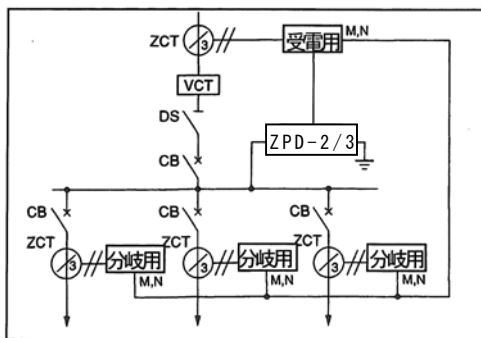 ZCT 3 受電用 M,N
VCT
DS
ZPD-2/3
CB
CB CB CB
ZCT ZCT ZCT
3 分岐用 3 分岐用 3 分岐用
M,N M,N M,N